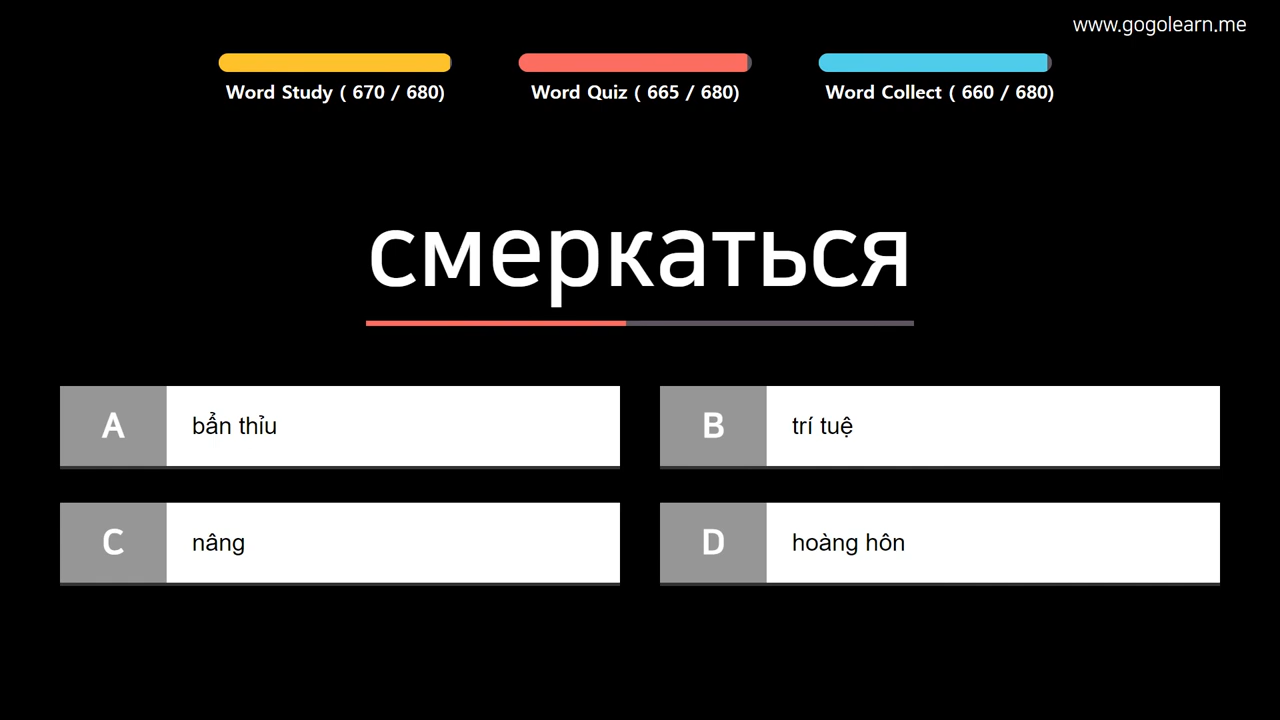 www.gogolearn.me
Word Study ( 670 / 680)
Word Quiz ( 665 / 680)
Word Collect ( 660 / 680)
смеркаться
A bẩn thỉu
B trí tuệ
C nâng
D hoàng hôn